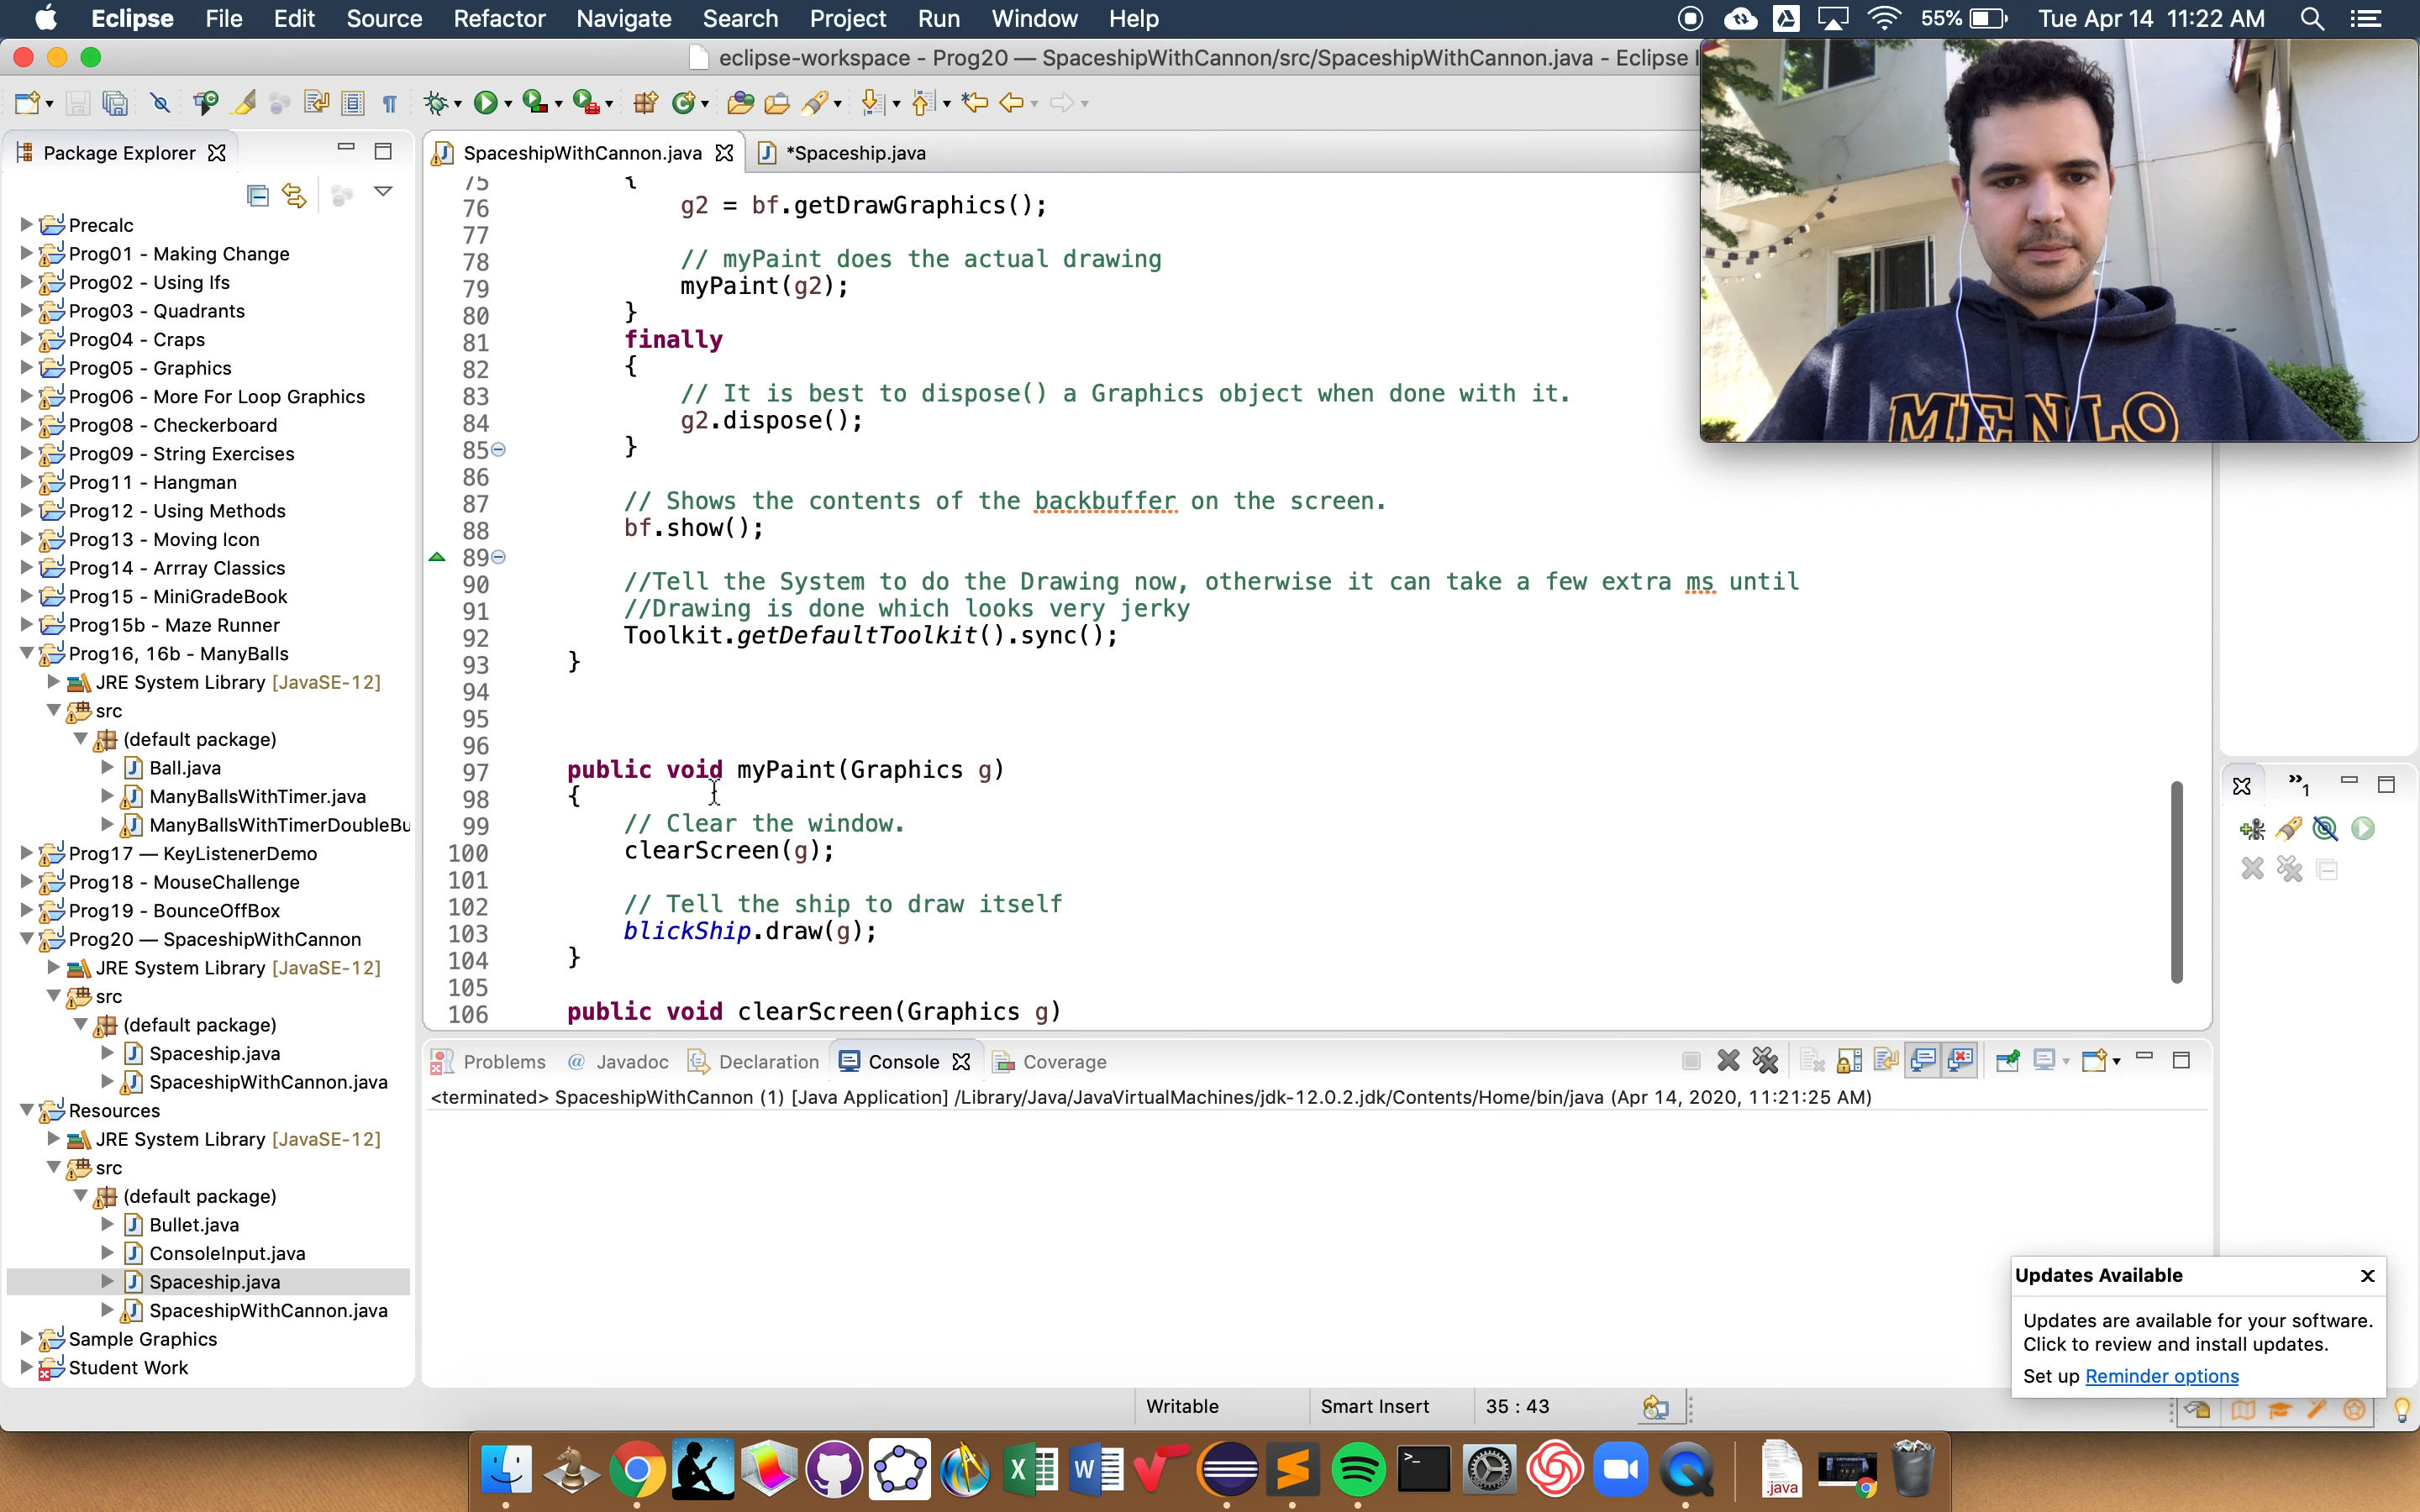 Eclipse File Edit Source Refactor Navigate Search Project Run Window Help 55% Tue Apr 14 11:22 AM
eclipse-workspace - Prog20 — SpaceshipWithCannon/src/SpaceshipWithCannon.java - Eclipse
Package Explorer
Precalc
Prog01 - Making Change
Prog02 - Using Ifs
Prog03 - Quadrants
Prog04 - Craps
Prog05 - Graphics
Prog06 - More For Loop Graphics
Prog08 - Checkerboard
Prog09 - String Exercises
Prog11 - Hangman
Prog12 - Using Methods
Prog13 - Moving Icon
Prog14 - Arrray Classics
Prog15 - MiniGradeBook
Prog15b - Maze Runner
Prog16, 16b - ManyBalls
JRE System Library [JavaSE-12]
src
(default package)
Ball.java
ManyBallsWithTimer.java
ManyBallsWithTimerDoubleBu
Prog17 — KeyListenerDemo
Prog18 - MouseChallenge
Prog19 - BounceOffBox
Prog20 — SpaceshipWithCannon
JRE System Library [JavaSE-12]
src
(default package)
Spaceship.java
SpaceshipWithCannon.java
Resources
JRE System Library [JavaSE-12]
src
(default package)
Bullet.java
ConsoleInput.java
Spaceship.java
SpaceshipWithCannon.java
Sample Graphics
Student Work
SpaceshipWithCannon.java *Spaceship.java
75 {
76 g2 = bf.getDrawGraphics();
77
78 // myPaint does the actual drawing
79 myPaint(g2);
80 }
81 finally
82 {
83 // It is best to dispose() a Graphics object when done with it.
84 g2.dispose();
85 }
86
87 // Shows the contents of the backbuffer on the screen.
88 bf.show();
89
90 //Tell the System to do the Drawing now, otherwise it can take a few extra ms until
91 //Drawing is done which looks very jerky
92 Toolkit.getDefaultToolkit().sync();
93 }
94
95
96
97 public void myPaint(Graphics g)
98 {
99 // Clear the window.
100 clearScreen(g);
101
102 // Tell the ship to draw itself
103 blickShip.draw(g);
104 }
105
106 public void clearScreen(Graphics g)
MENLO
»1
Problems @ Javadoc Declaration Console Coverage
<terminated> SpaceshipWithCannon (1) [Java Application] /Library/Java/JavaVirtualMachines/jdk-12.0.2.jdk/Contents/Home/bin/java (Apr 14, 2020, 11:21:25 AM)
Updates Available x
Updates are available for your software.
Click to review and install updates.
Set up Reminder options
Writable Smart Insert 35 : 43
.java